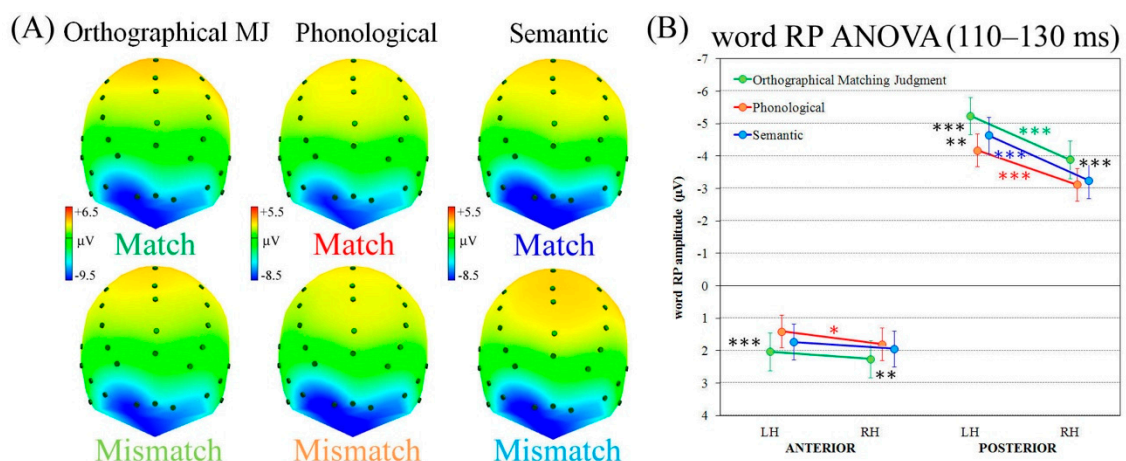 (A)
Orthographical MJ Phonological Semantic
+6.5 +5.5 +5.5
µV µV µV
-9.5 -8.5 -8.5
Match Match Match
Mismatch Mismatch Mismatch
(B) word RP ANOVA (110–130 ms)
word RP amplitude (µV)
-7
-6
-5
-4
-3
-2
-1
0
1
2
3
4
Orthographical Matching Judgment
Phonological
Semantic
*** ***
** *** ***
***
*
***
**
LH RH LH RH
ANTERIOR POSTERIOR